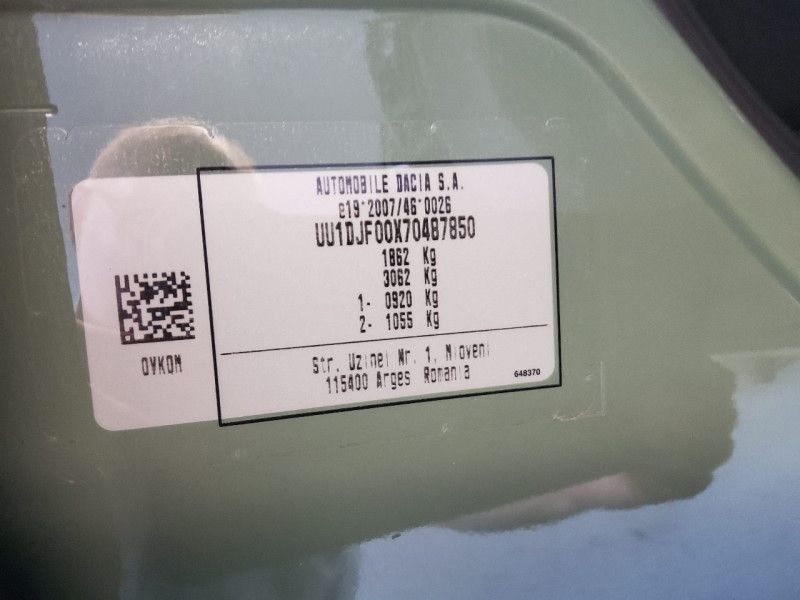 AUTOMOBILE DACIA S.A.
e19*2007/46*0026
UU1DJF00X70487850
1862 Kg
3062 Kg
1- 0920 Kg
2- 1055 Kg
OVKOM
Str. Uzinei Nr. 1, Mioveni
115400 Arges Romania
648370